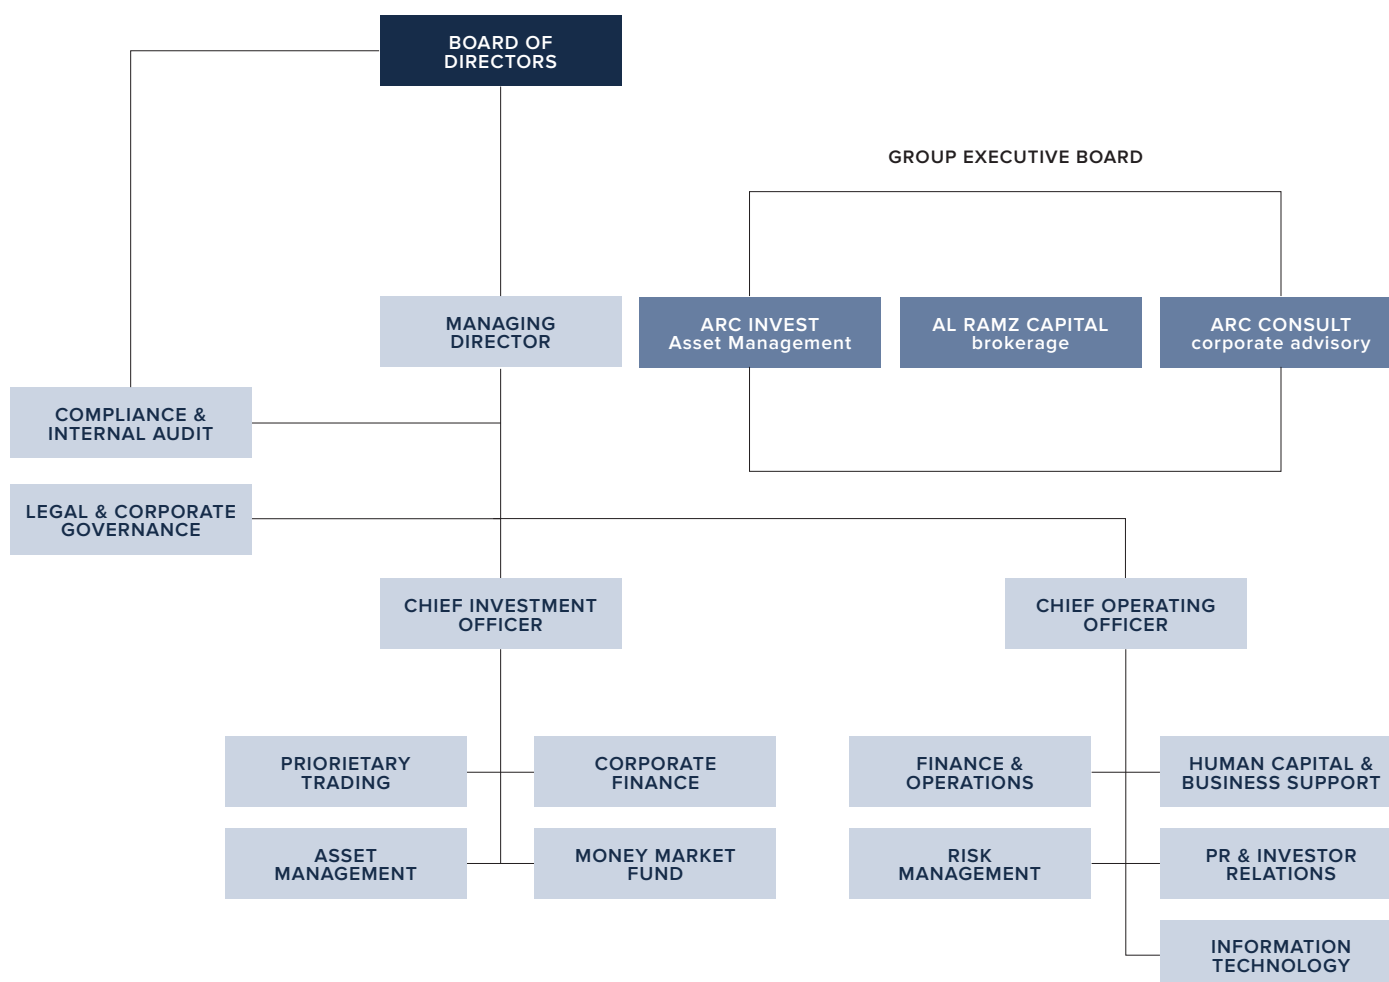 BOARD OF
DIRECTORS
GROUP EXECUTIVE BOARD
MANAGING
DIRECTOR
ARC INVEST
Asset Management
AL RAMZ CAPITAL
brokerage
ARC CONSULT
corporate advisory
COMPLIANCE &
INTERNAL AUDIT
LEGAL & CORPORATE
GOVERNANCE
CHIEF INVESTMENT
OFFICER
CHIEF OPERATING
OFFICER
PRIORIETARY
TRADING
CORPORATE
FINANCE
FINANCE &
OPERATIONS
HUMAN CAPITAL &
BUSINESS SUPPORT
ASSET
MANAGEMENT
MONEY MARKET
FUND
RISK
MANAGEMENT
PR & INVESTOR
RELATIONS
INFORMATION
TECHNOLOGY